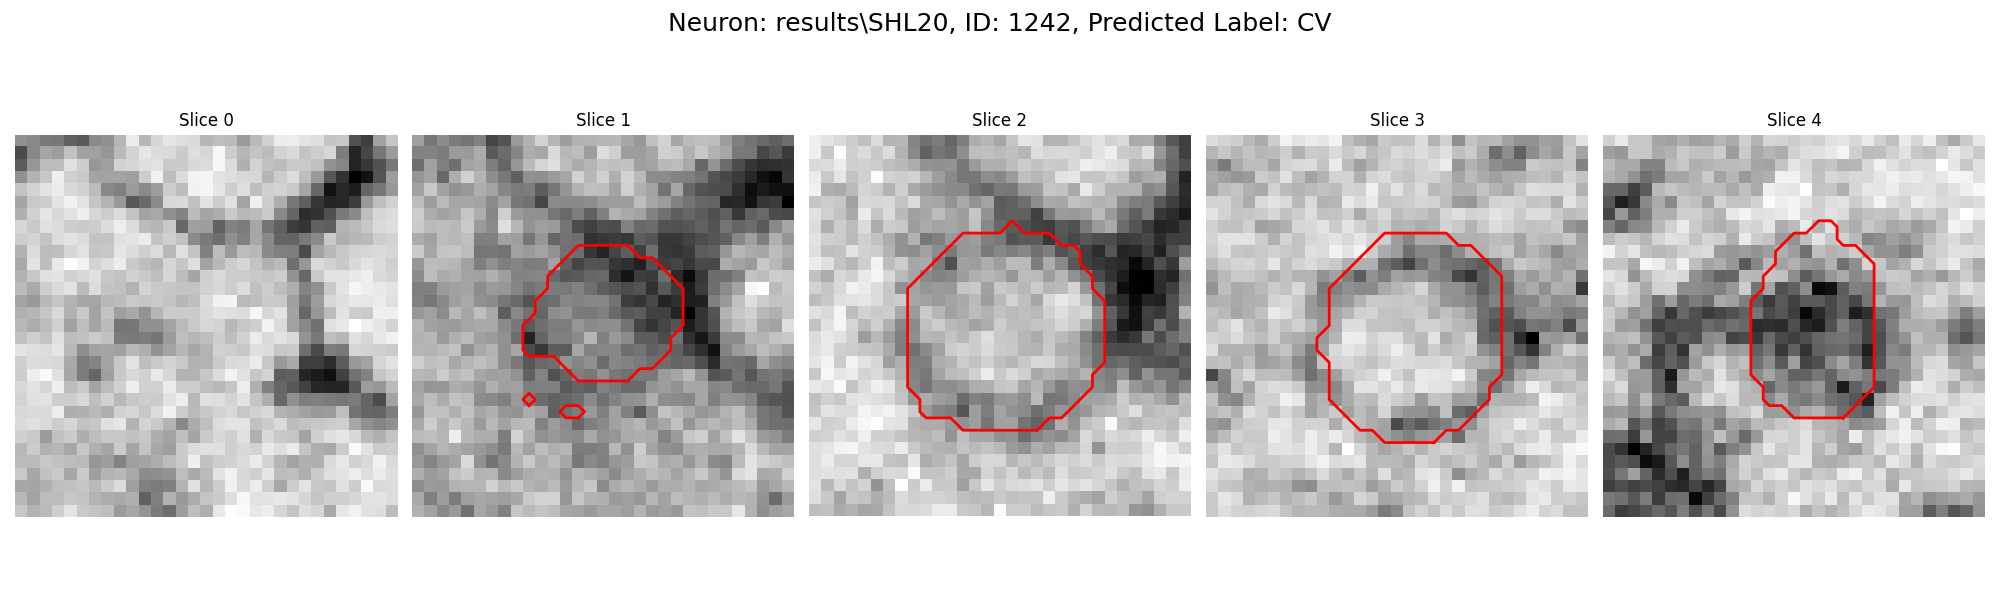 Neuron: results\SHL20, ID: 1242, Predicted Label: CV
Slice 0
Slice 1
Slice 2
Slice 3
Slice 4